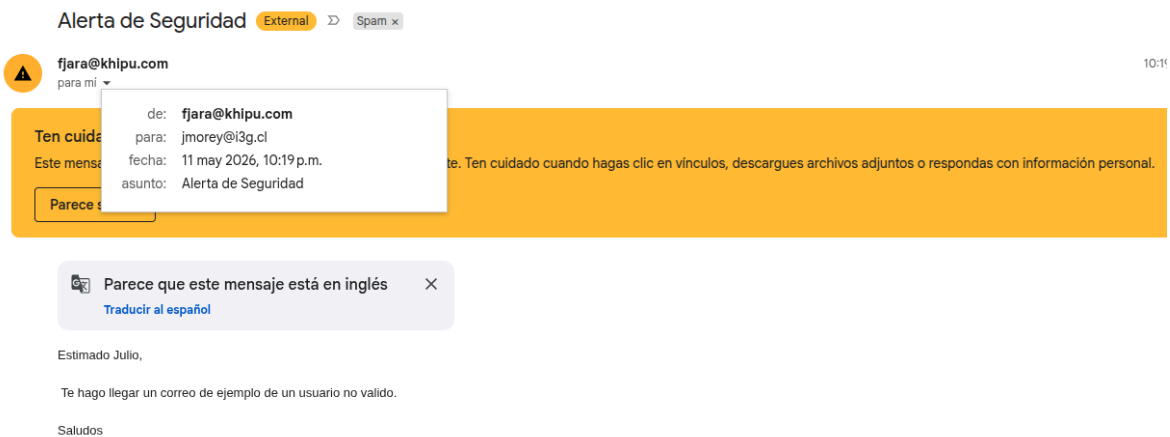 Alerta de Seguridad External Spam ×
fjara@khipu.com 10:19
para mí
de: fjara@khipu.com
para: jmorey@i3g.cl
fecha: 11 may 2026, 10:19 p.m.
asunto: Alerta de Seguridad
Ten
Este te. Ten cuidado cuando hagas clic en vínculos, descargues archivos adjuntos o respondas con información personal.
Parece
Parece que este mensaje está en inglés
Traducir al español
Estimado Julio,
Te hago llegar un correo de ejemplo de un usuario no valido.
Saludos